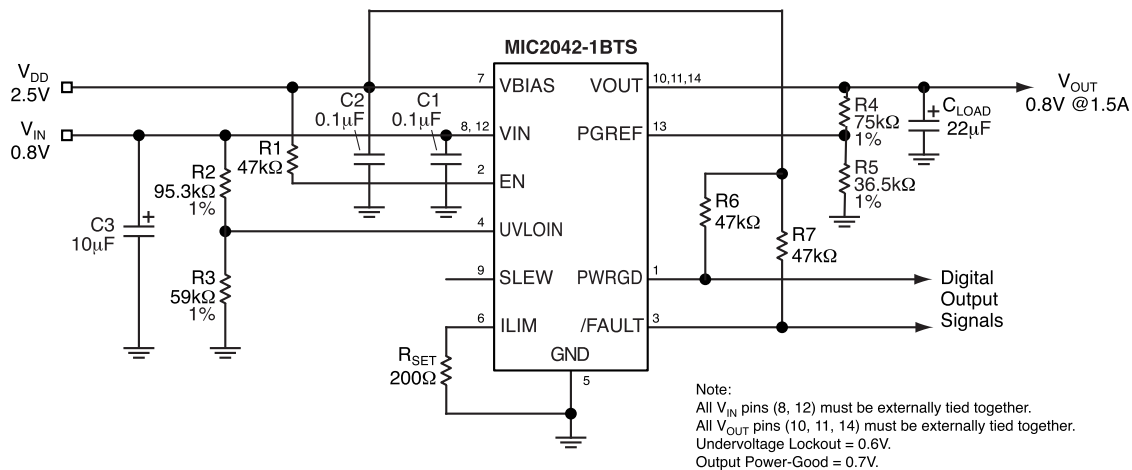 MIC2042-1BTS
VDD
2.5V
VIN
0.8V
C3
10µF
R2
95.3kΩ
1%
R3
59kΩ
1%
R1
47kΩ
C2
0.1µF
C1
0.1µF
7
8, 12
2
4
9
6
VBIAS
VIN
EN
UVLOIN
SLEW
ILIM
GND
5
VOUT
PGREF
PWRGD
/FAULT
10,11,14
13
1
3
RSET
200Ω
R6
47kΩ
R7
47kΩ
R4
75kΩ
1%
R5
36.5kΩ
1%
CLOAD
22µF
VOUT
0.8V @1.5A
Digital
Output
Signals
Note:
All VIN pins (8, 12) must be externally tied together.
All VOUT pins (10, 11, 14) must be externally tied together.
Undervoltage Lockout = 0.6V.
Output Power-Good = 0.7V.